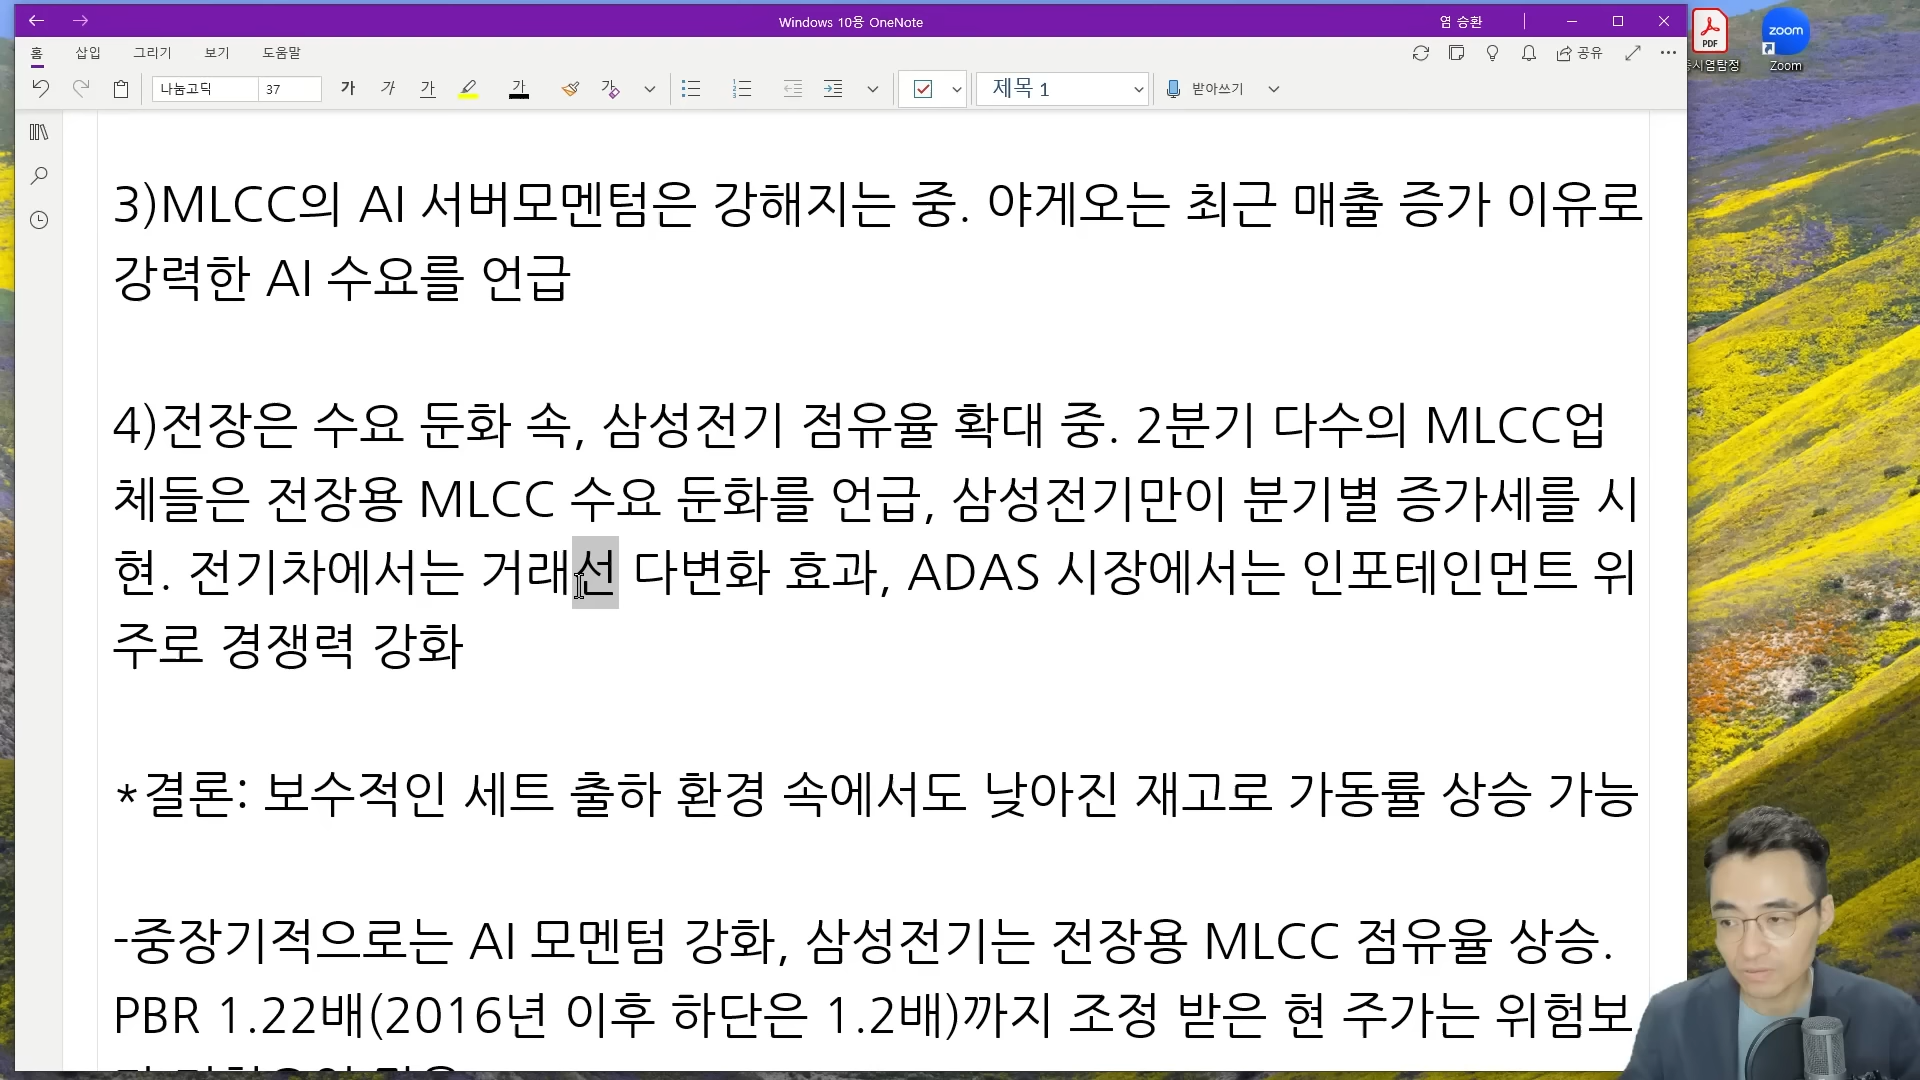 Windows 10용 OneNote
염 승환
홈 삽입 그리기 보기 도움말
공유
나눔고딕 37 가 가 가 가 가 제목 1 받아쓰기
PDF
zoom
Zoom
3)MLCC의 AI 서버모멘텀은 강해지는 중. 야게오는 최근 매출 증가 이유로
강력한 AI 수요를 언급
4)전장은 수요 둔화 속, 삼성전기 점유율 확대 중. 2분기 다수의 MLCC업
체들은 전장용 MLCC 수요 둔화를 언급, 삼성전기만이 분기별 증가세를 시
현. 전기차에서는 거래선 다변화 효과, ADAS 시장에서는 인포테인먼트 위
주로 경쟁력 강화
*결론: 보수적인 세트 출하 환경 속에서도 낮아진 재고로 가동률 상승 가능
-중장기적으로는 AI 모멘텀 강화, 삼성전기는 전장용 MLCC 점유율 상승.
PBR 1.22배(2016년 이후 하단은 1.2배)까지 조정 받은 현 주가는 위험보